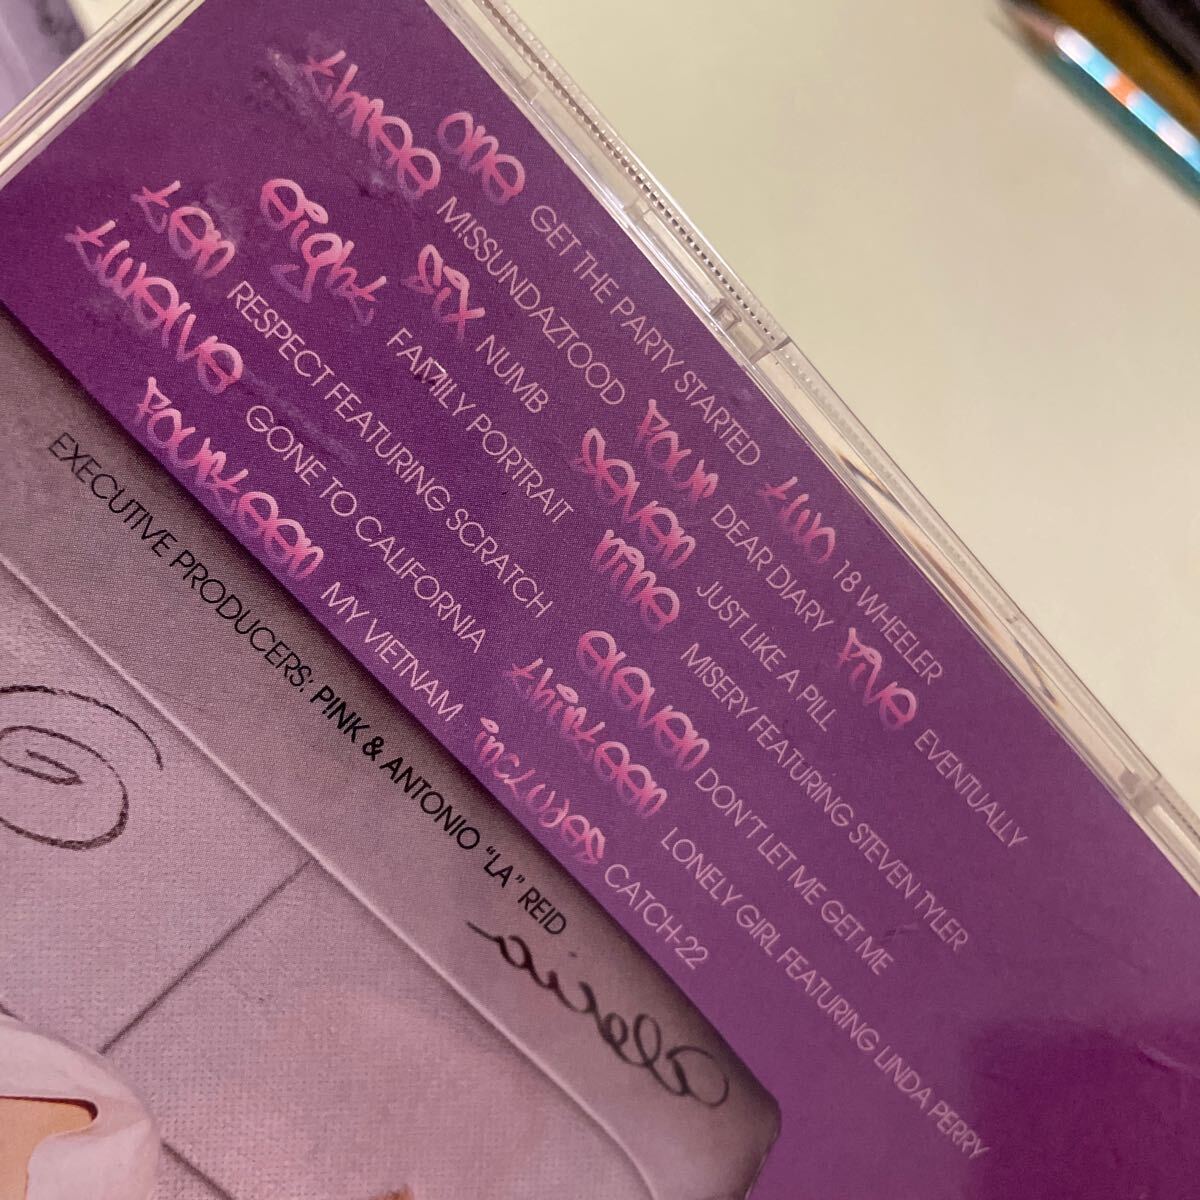 one GET THE PARTY STARTED two 18 WHEELER
three MISSUNDAZTOOD four DEAR DIARY five EVENTUALLY
six NUMB seven JUST LIKE A PILL
eight FAMILY PORTRAIT nine MISERY FEATURING STEVEN TYLER
ten RESPECT FEATURING SCRATCH eleven DON'T LET ME GET ME
twelve GONE TO CALIFORNIA thirteen LONELY GIRL FEATURING LINDA PERRY
fourteen MY VIETNAM includes CATCH-22
EXECUTIVE PRODUCERS: PINK & ANTONIO "LA" REID
Alecia